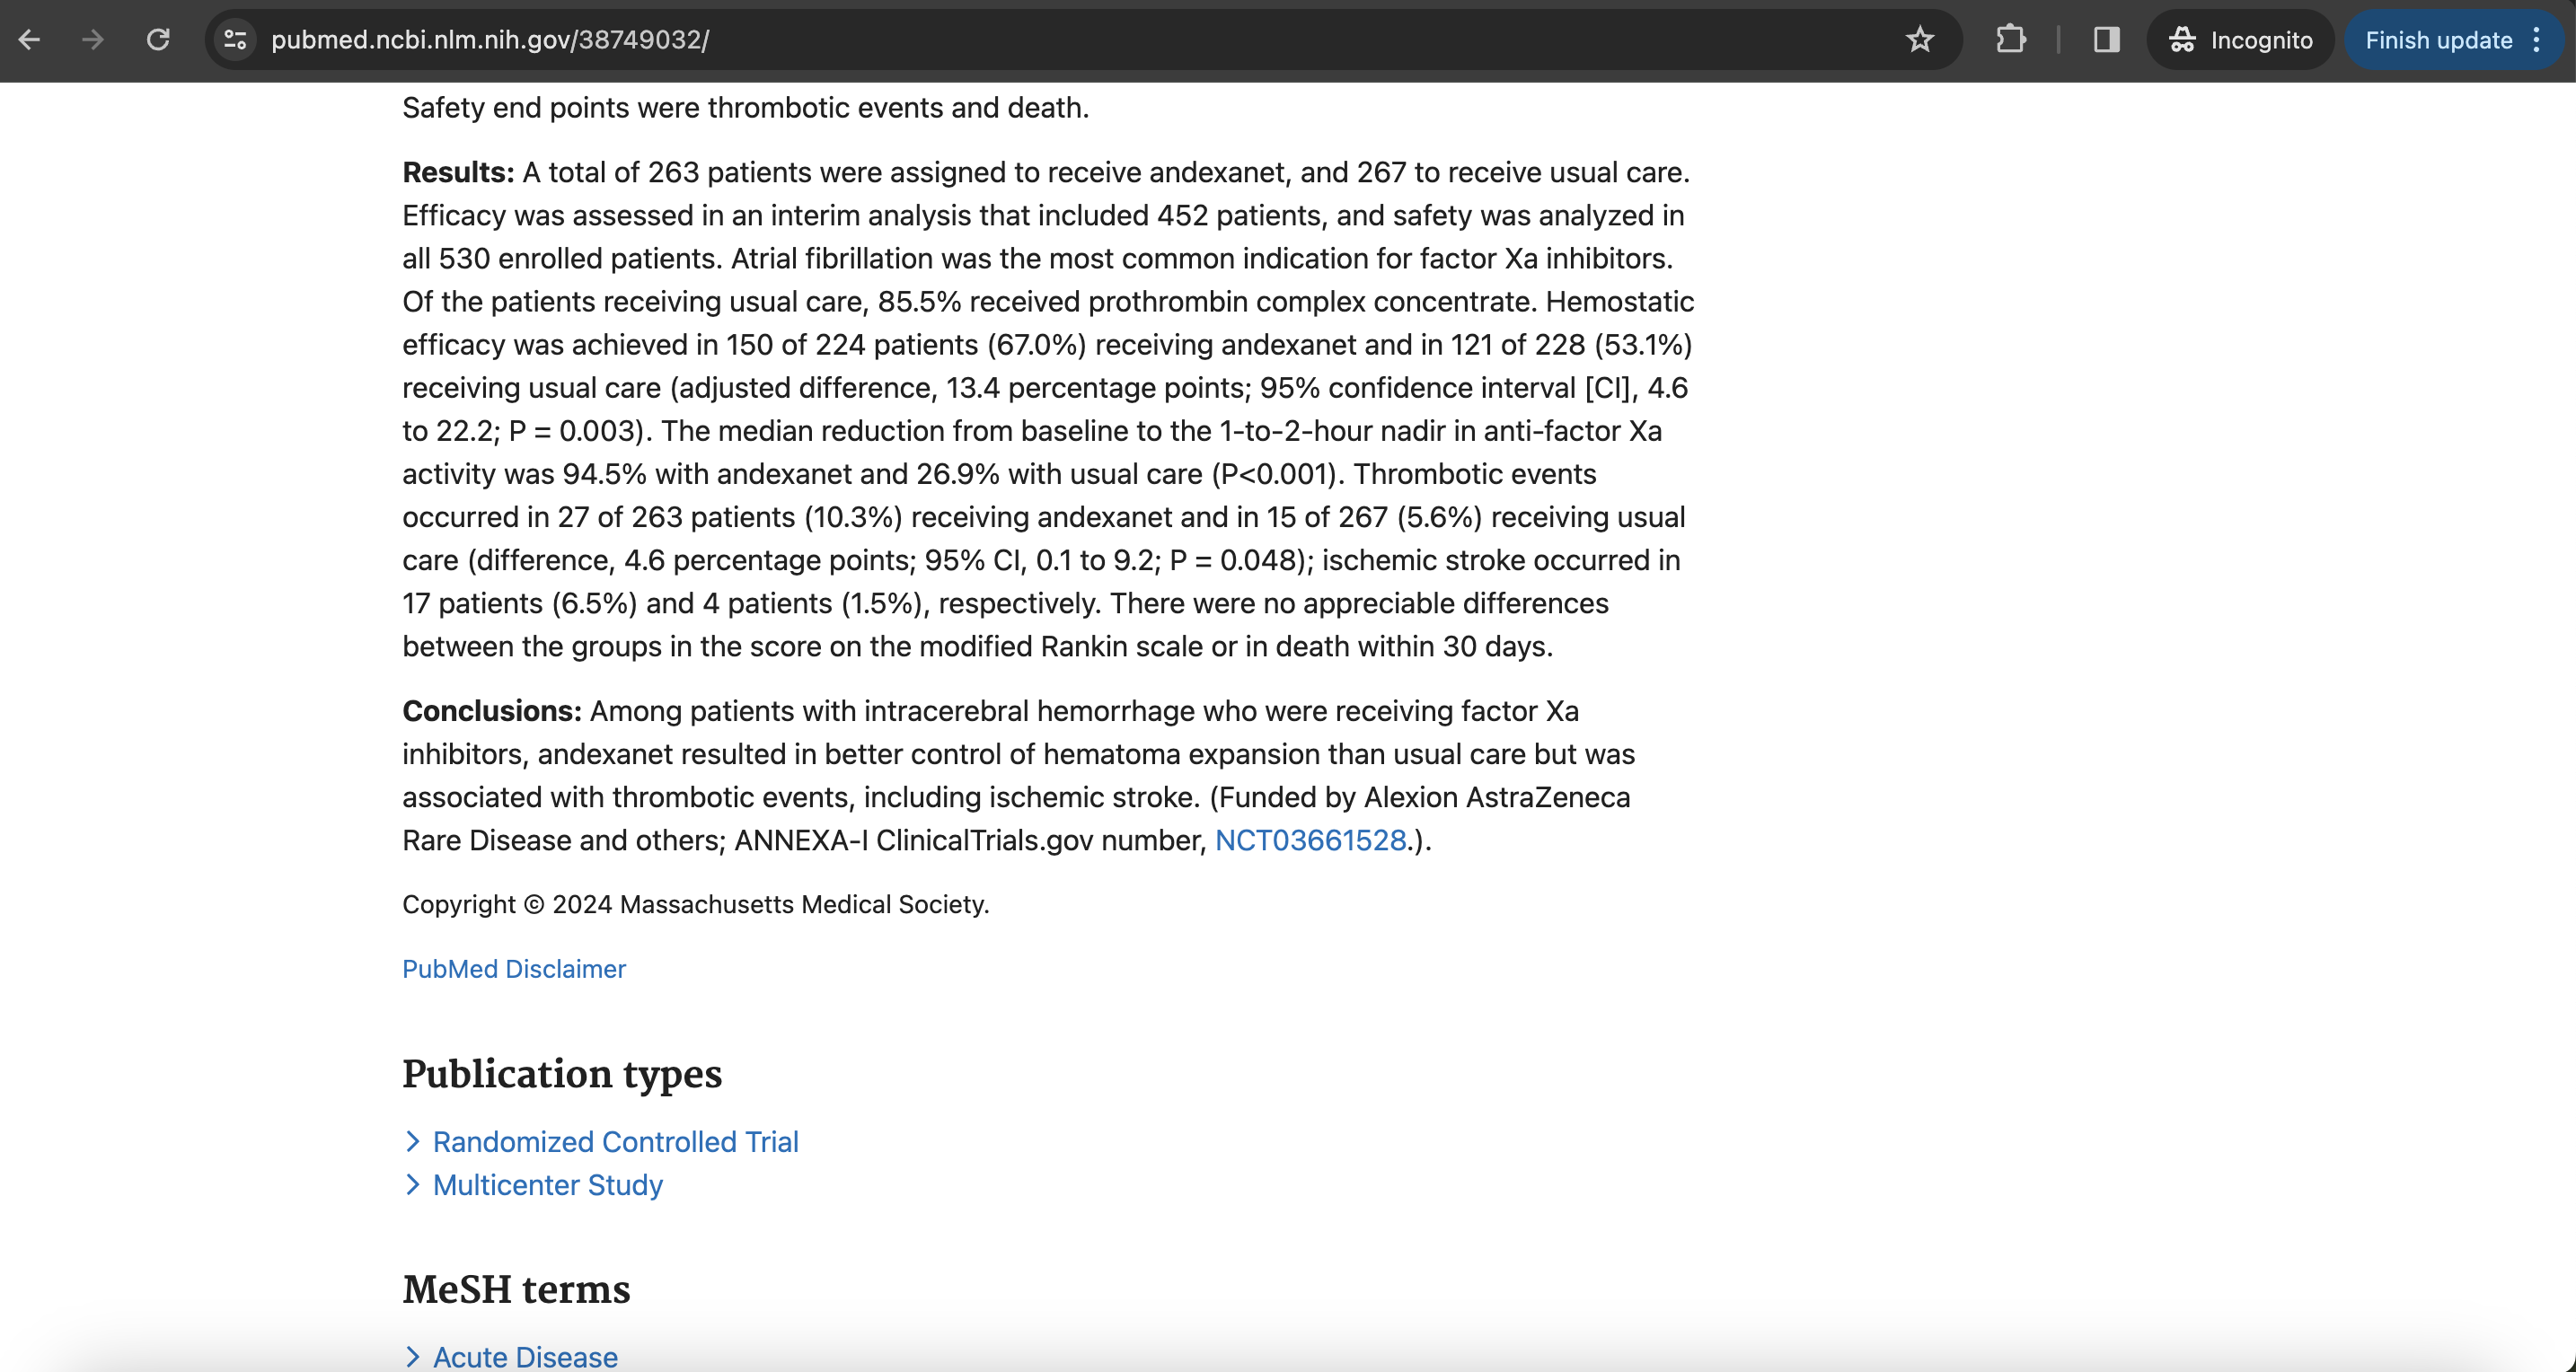 pubmed.ncbi.nlm.nih.gov/38749032/
Incognito
Finish update
Safety end points were thrombotic events and death.
Results: A total of 263 patients were assigned to receive andexanet, and 267 to receive usual care.
Efficacy was assessed in an interim analysis that included 452 patients, and safety was analyzed in
all 530 enrolled patients. Atrial fibrillation was the most common indication for factor Xa inhibitors.
Of the patients receiving usual care, 85.5% received prothrombin complex concentrate. Hemostatic
efficacy was achieved in 150 of 224 patients (67.0%) receiving andexanet and in 121 of 228 (53.1%)
receiving usual care (adjusted difference, 13.4 percentage points; 95% confidence interval [CI], 4.6
to 22.2; P = 0.003). The median reduction from baseline to the 1-to-2-hour nadir in anti-factor Xa
activity was 94.5% with andexanet and 26.9% with usual care (P<0.001). Thrombotic events
occurred in 27 of 263 patients (10.3%) receiving andexanet and in 15 of 267 (5.6%) receiving usual
care (difference, 4.6 percentage points; 95% CI, 0.1 to 9.2; P = 0.048); ischemic stroke occurred in
17 patients (6.5%) and 4 patients (1.5%), respectively. There were no appreciable differences
between the groups in the score on the modified Rankin scale or in death within 30 days.
Conclusions: Among patients with intracerebral hemorrhage who were receiving factor Xa
inhibitors, andexanet resulted in better control of hematoma expansion than usual care but was
associated with thrombotic events, including ischemic stroke. (Funded by Alexion AstraZeneca
Rare Disease and others; ANNEXA-I ClinicalTrials.gov number, NCT03661528.).
Copyright © 2024 Massachusetts Medical Society.
PubMed Disclaimer
Publication types
> Randomized Controlled Trial
> Multicenter Study
MeSH terms
> Acute Disease